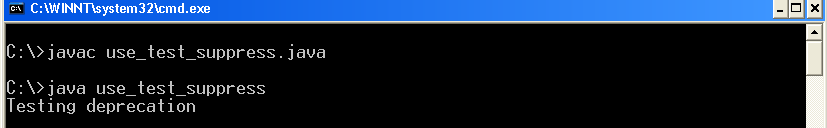 C:\WINNT\system32\cmd.exe
C:\>javac use_test_suppress.java
C:\>java use_test_suppress
Testing deprecation